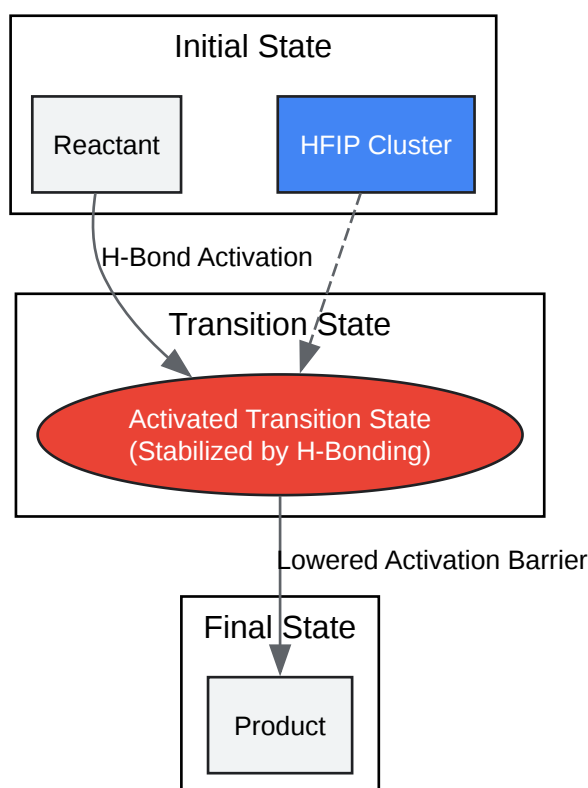 Initial State
Reactant
HFIP Cluster
H-Bond Activation
Transition State
Activated Transition State
(Stabilized by H-Bonding)
Lowered Activation Barrier
Final State
Product